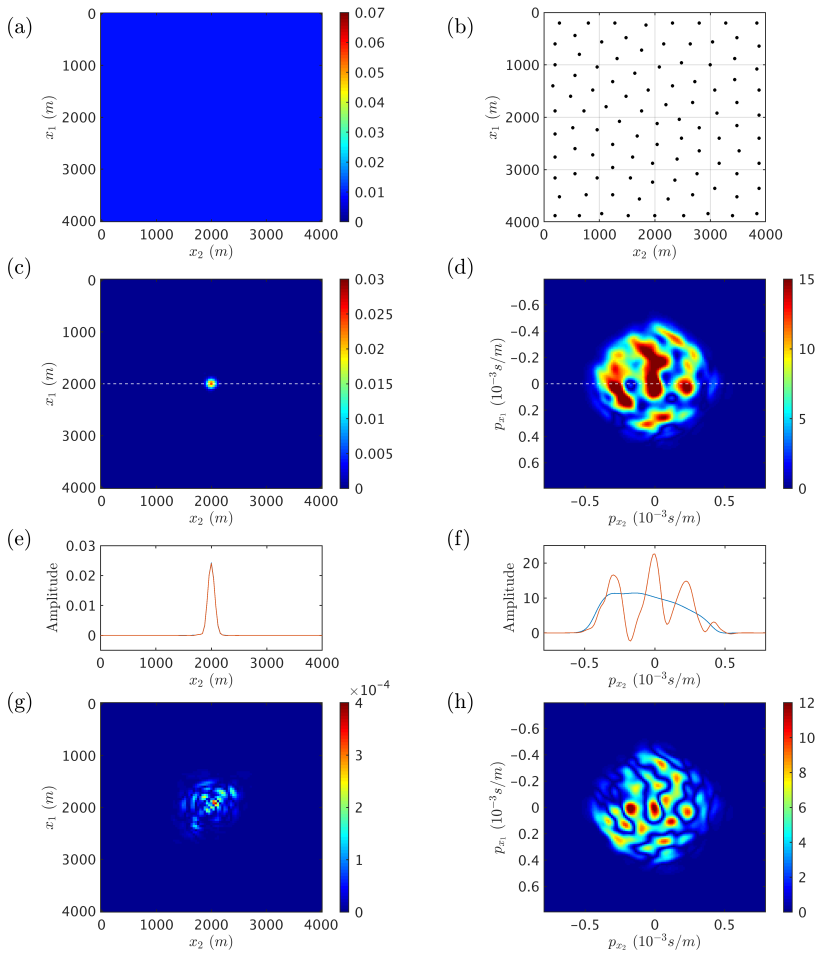 (a)
0
1000
2000
3000
4000
x1 (m)
0 1000 2000 3000 4000
x2 (m)
0.07
0.06
0.05
0.04
0.03
0.02
0.01
0
(b)
0
1000
2000
3000
4000
x1 (m)
0 1000 2000 3000 4000
x2 (m)
(c)
0
1000
2000
3000
4000
x1 (m)
0 1000 2000 3000 4000
x2 (m)
0.03
0.025
0.02
0.015
0.01
0.005
0
(d)
−0.6
−0.4
−0.2
0
0.2
0.4
0.6
px1 (10−3s/m)
−0.5 0 0.5
px2 (10−3s/m)
15
10
5
0
(e)
0.03
0.02
0.01
0
Amplitude
0 1000 2000 3000 4000
x2 (m)
(f)
20
10
0
Amplitude
−0.5 0 0.5
px2 (10−3s/m)
(g)
0
1000
2000
3000
4000
x1 (m)
0 1000 2000 3000 4000
x2 (m)
×10−4
4
3
2
1
0
(h)
−0.6
−0.4
−0.2
0
0.2
0.4
0.6
px1 (10−3s/m)
−0.5 0 0.5
px2 (10−3s/m)
12
10
8
6
4
2
0